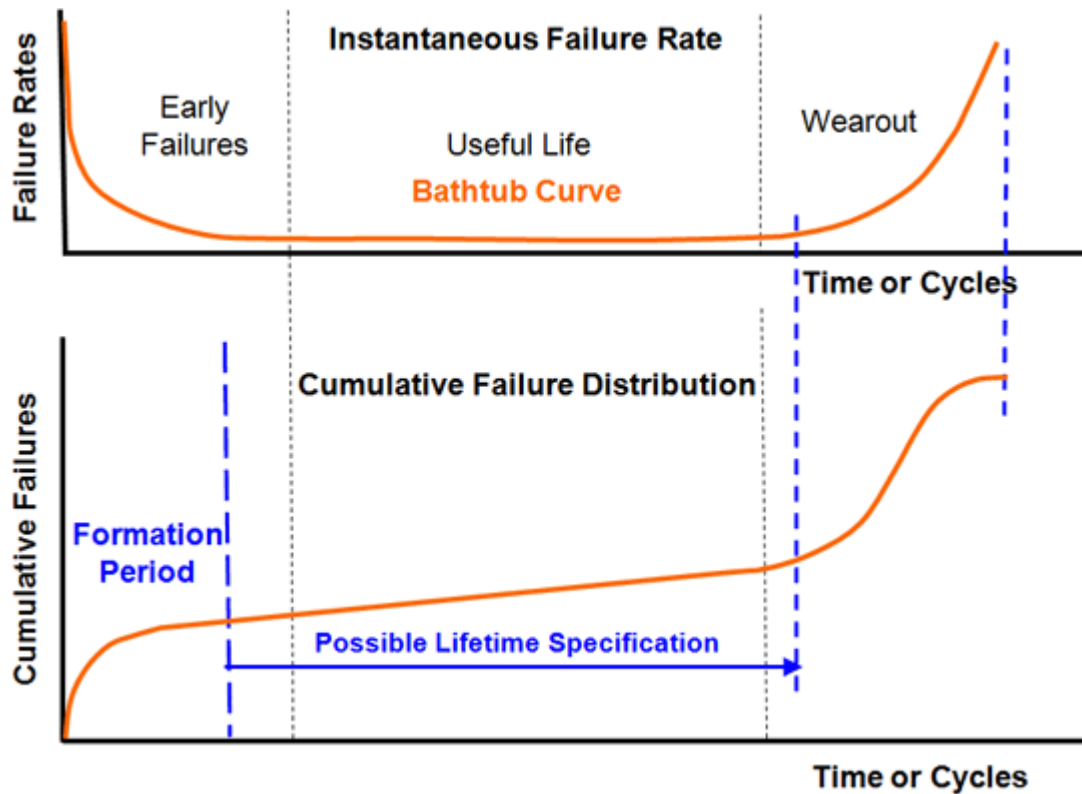 Failure Rates
Instantaneous Failure Rate
Early
Failures
Useful Life
Bathtub Curve
Wearout
Time or Cycles
Cumulative Failures
Cumulative Failure Distribution
Formation
Period
Possible Lifetime Specification
Time or Cycles